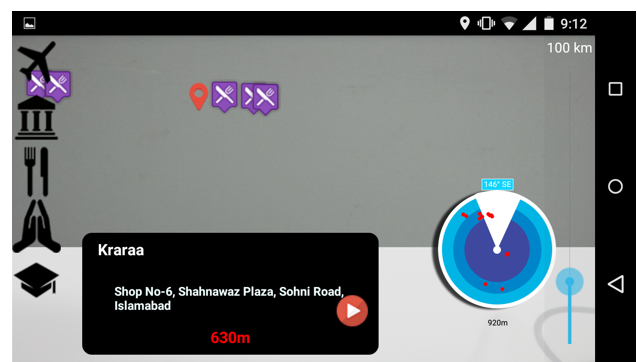 9:12
100 km
146° SE
Kraraa
Shop No-6, Shahnawaz Plaza, Sohni Road,
Islamabad
630m
920m